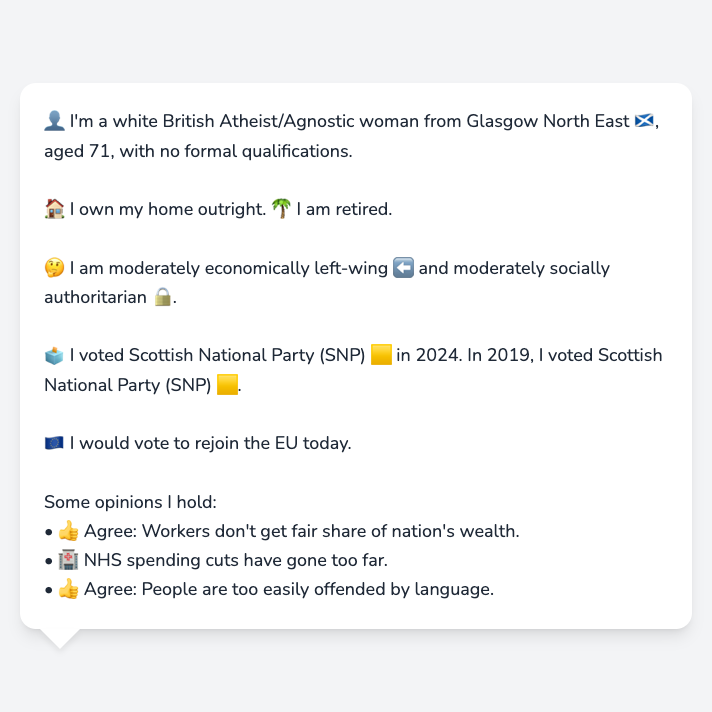 👤 I'm a white British Atheist/Agnostic woman from Glasgow North East 🏴󠁧󠁢󠁳󠁣󠁴󠁿,
aged 71, with no formal qualifications.
🏠 I own my home outright. 🌴 I am retired.
🤔 I am moderately economically left-wing ⬅️ and moderately socially
authoritarian 🔒.
🗳️ I voted Scottish National Party (SNP) 🟨 in 2024. In 2019, I voted Scottish
National Party (SNP) 🟨.
🇪🇺 I would vote to rejoin the EU today.
Some opinions I hold:
• 👍 Agree: Workers don't get fair share of nation's wealth.
• 🏥 NHS spending cuts have gone too far.
• 👍 Agree: People are too easily offended by language.